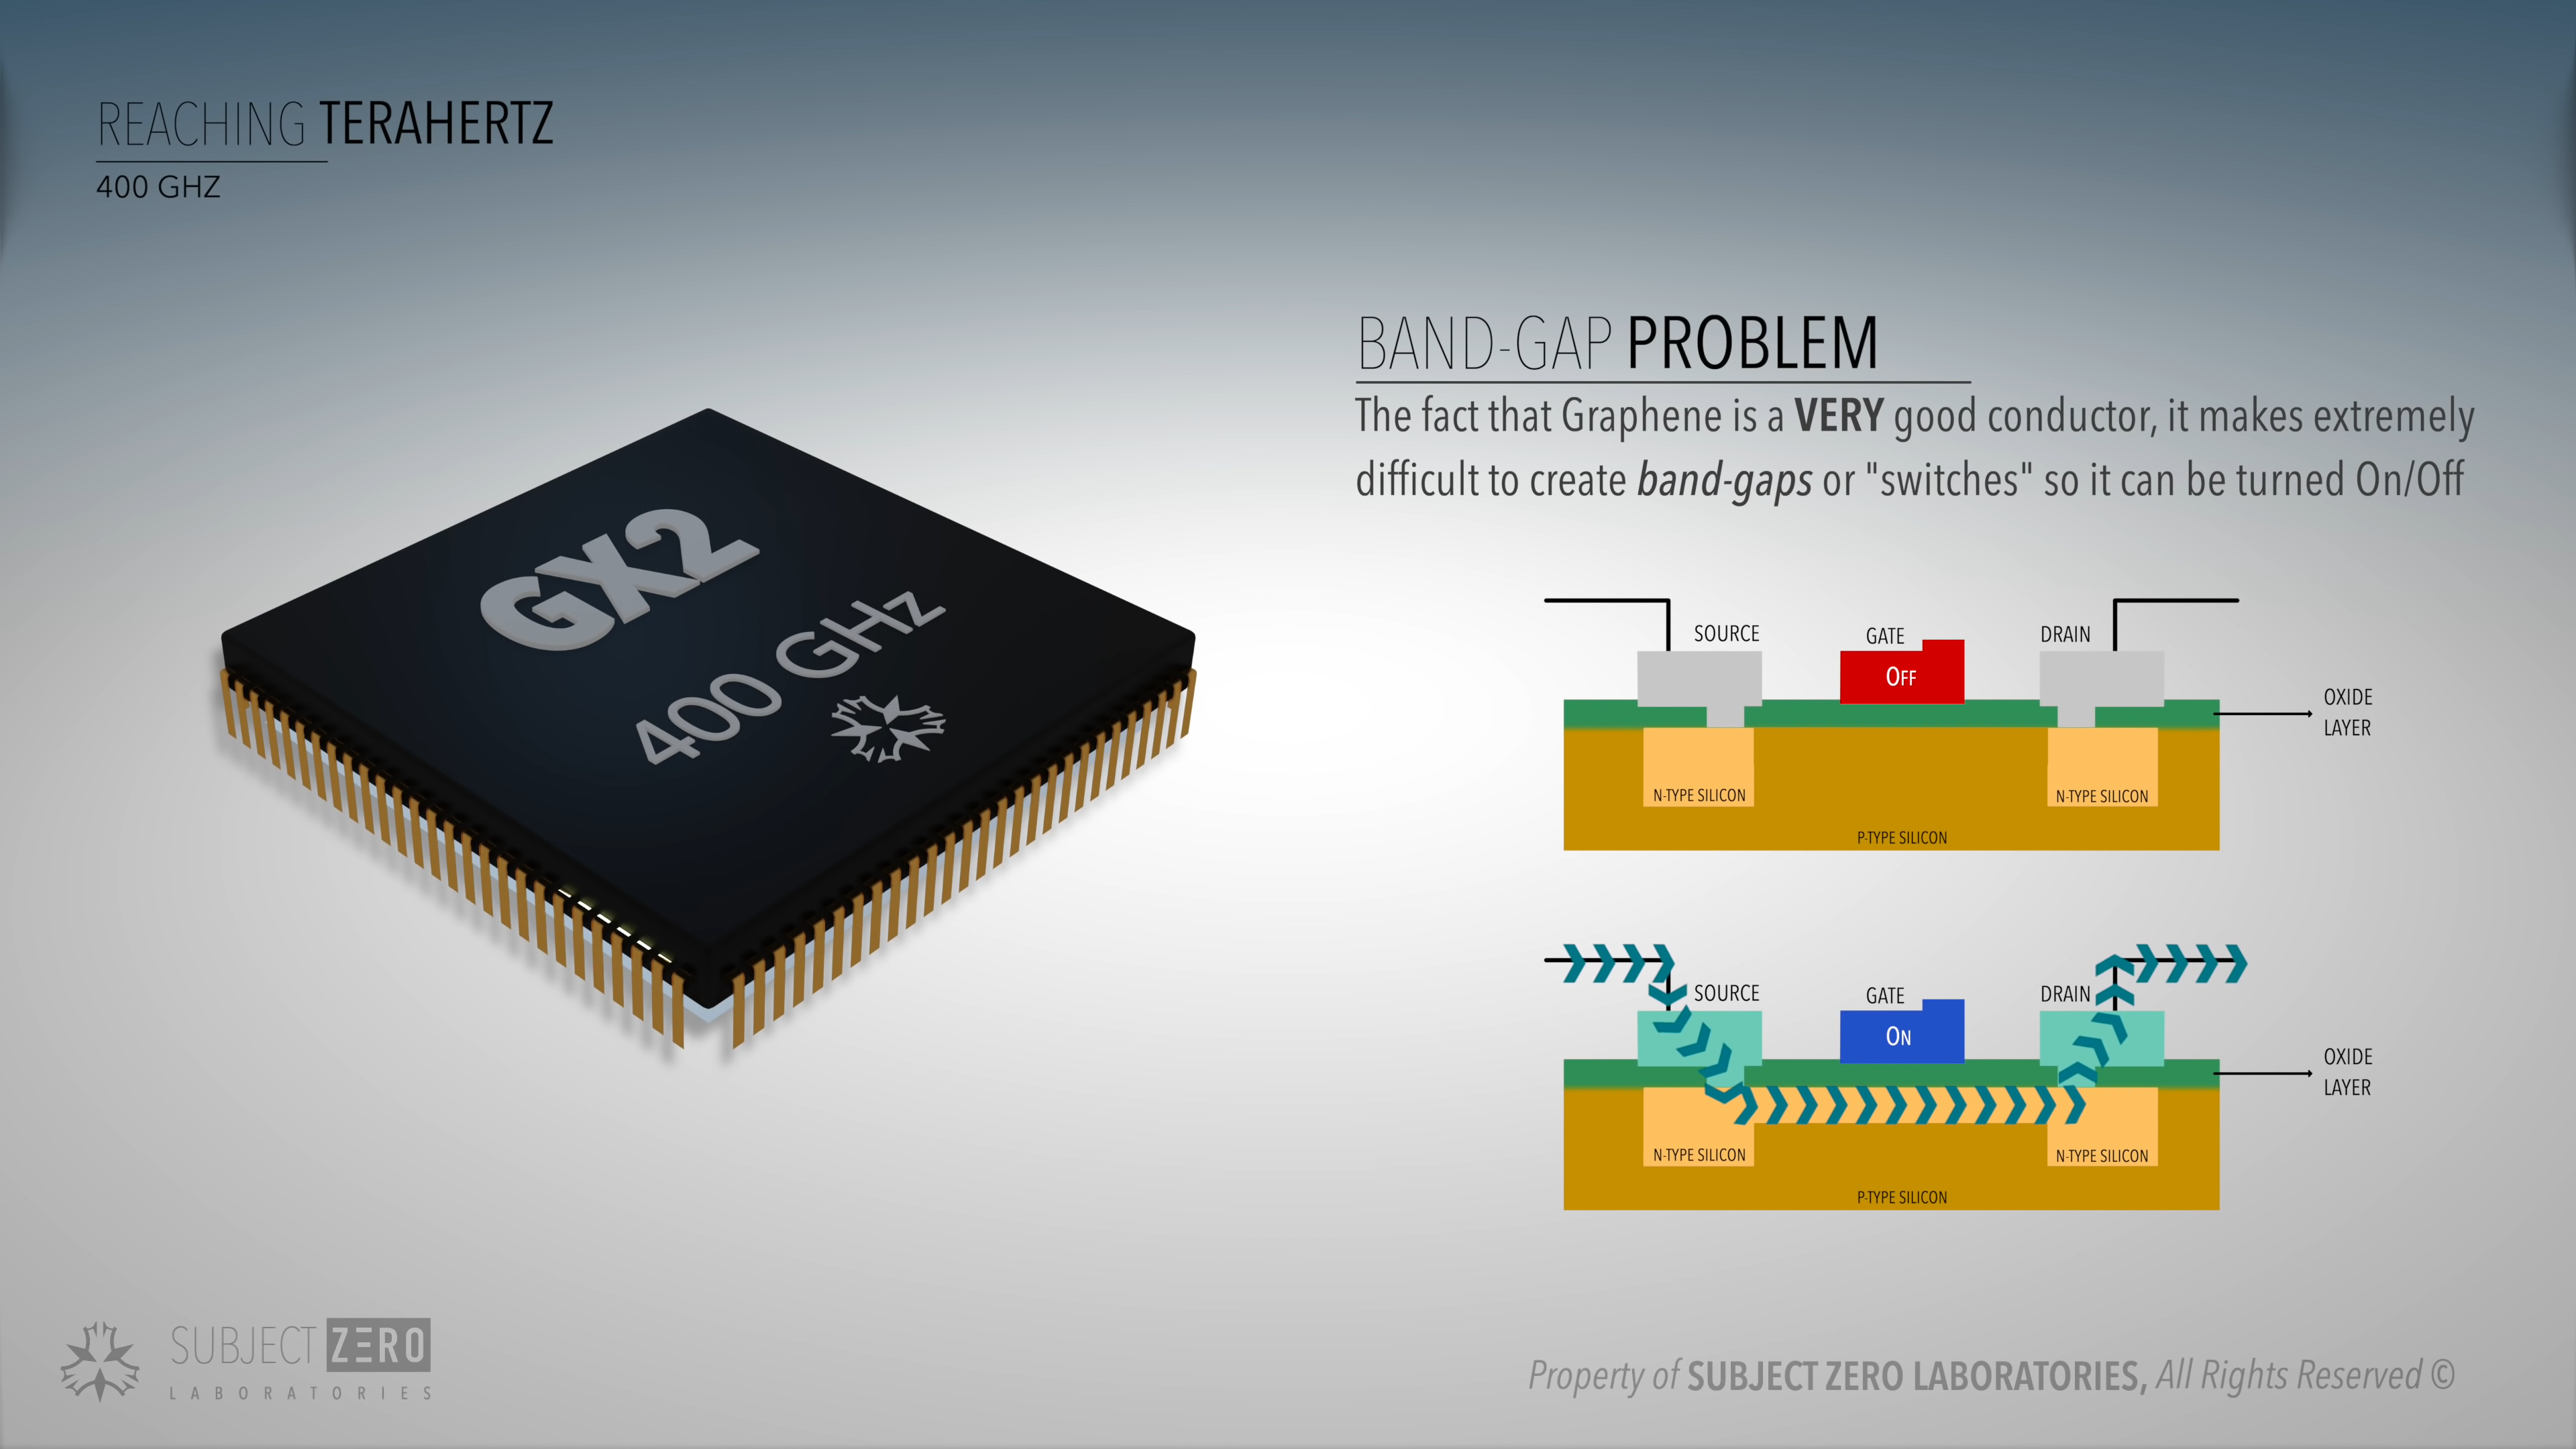 REACHING TERAHERTZ
400 GHZ
GX2
400 GHz
BAND-GAP PROBLEM
The fact that Graphene is a VERY good conductor, it makes extremely
difficult to create band-gaps or "switches" so it can be turned On/Off
SOURCE
GATE
DRAIN
OFF
OXIDE
LAYER
N-TYPE SILICON
N-TYPE SILICON
P-TYPE SILICON
SOURCE
GATE
DRAIN
ON
OXIDE
LAYER
N-TYPE SILICON
N-TYPE SILICON
P-TYPE SILICON
SUBJECT ZERO
LABORATORIES
Property of SUBJECT ZERO LABORATORIES, All Rights Reserved ©